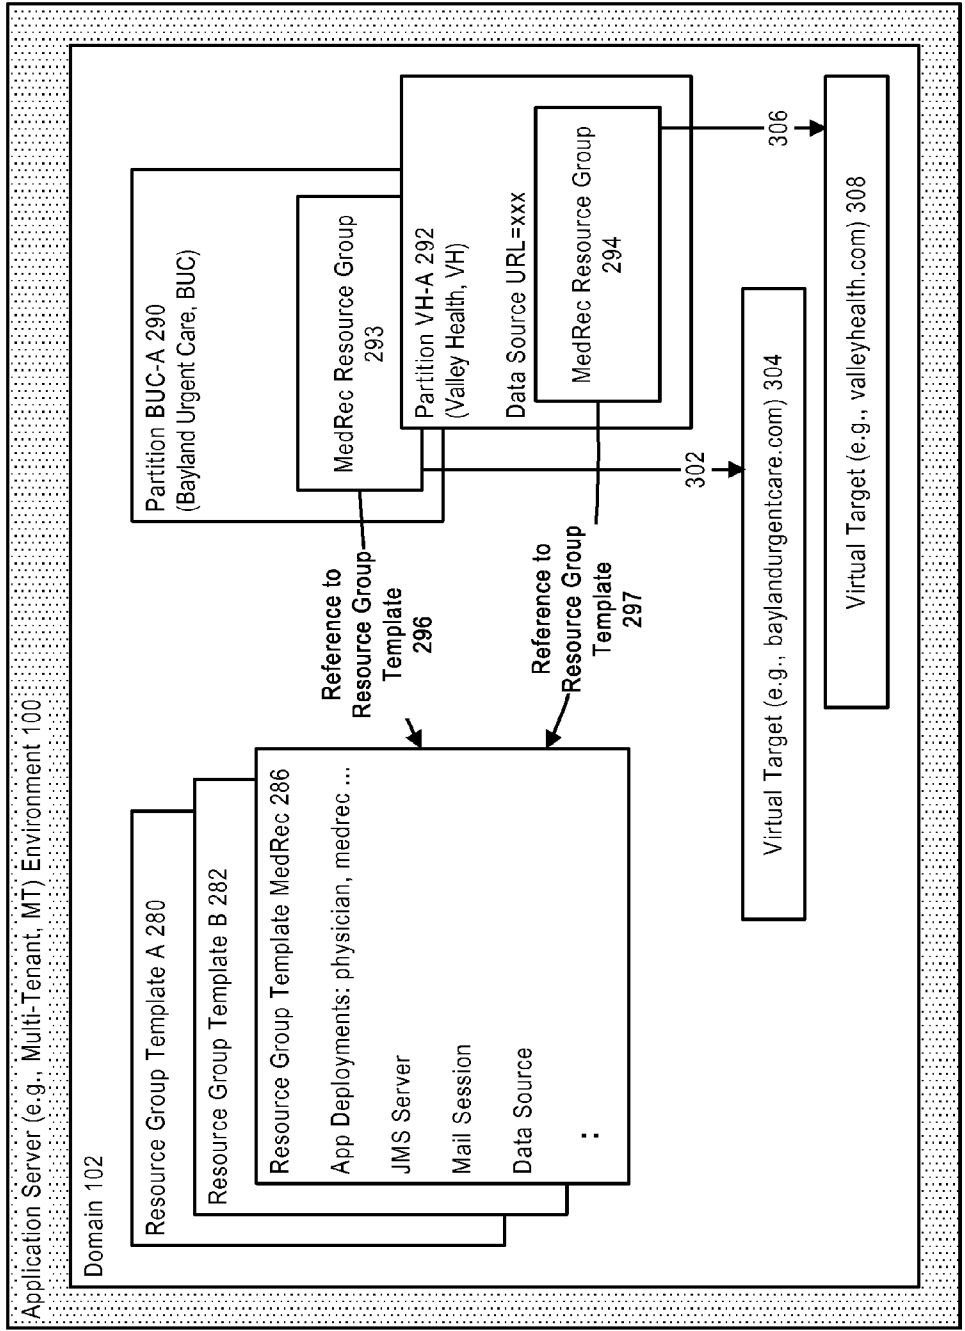 Application Server (e.g., Multi-Tenant, MT) Environment 100
Domain 102
Resource Group Template A 280
Resource Group Template B 282
Resource Group Template MedRec 286
App Deployments: physician, medrec ...
JMS Server
Mail Session
Data Source
:
Reference to
Resource Group
Template
296
Reference to
Resource Group
Template
297
Partition BUC-A 290
(Bayland Urgent Care, BUC)
MedRec Resource Group
293
Partition VH-A 292
(Valley Health, VH)
Data Source URL=xxx
MedRec Resource Group
294
302
306
Virtual Target (e.g., baylandurgentcare.com) 304
Virtual Target (e.g., valleyhealth.com) 308